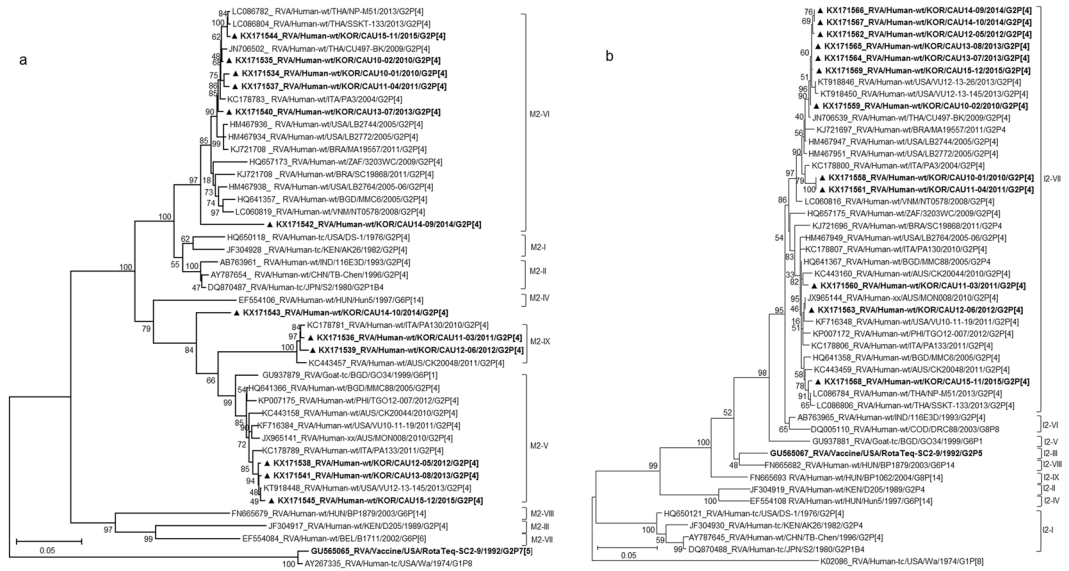 a
LC086782_ RVA/Human-wt/THA/NP-M51/2013/G2P[4]
LC086804_ RVA/Human-wt/THA/SSKT-133/2013/G2P[4]
▲ KX171544_RVA/Human-wt/KOR/CAU15-11/2015/G2P[4]
JN706502_ RVA/Human-wt/THA/CU497-BK/2009/G2P[4]
▲ KX171535_RVA/Human-wt/KOR/CAU10-02/2010/G2P[4]
▲ KX171534_RVA/Human-wt/KOR/CAU10-01/2010/G2P[4]
▲ KX171537_RVA/Human-wt/KOR/CAU11-04/2011/G2P[4]
KC178783_ RVA/Human-wt/ITA/PA3/2004/G2P[4]
▲ KX171540_RVA/Human-wt/KOR/CAU13-07/2013/G2P[4]
HM467936_ RVA/Human-wt/USA/LB2744/2005/G2P[4]
HM467934_ RVA/Human-wt/USA/LB2772/2005/G2P[4]
KJ721708_ RVA/Human-wt/BRA/MA19557/2011/G2P[4]
HQ657173_ RVA/Human-wt/ZAF/3203WC/2009/G2P[4]
KJ721708_RVA/Human-wt/BRA/SC19868/2011/G2P[4]
HM467938_ RVA/Human-wt/USA/LB2764/2005-06/G2P[4]
HQ641357_ RVA/Human-wt/BGD/MMC6/2005/G2P[4]
LC060819_ RVA/Human-wt/VNM/NT0578/2008/G2P[4]
▲ KX171542_RVA/Human-wt/KOR/CAU14-09/2014/G2P[4]
M2-VI
HQ650118_ RVA/Human-tc/USA/DS-1/1976/G2P[4]
JF304928_ RVA/Human-tc/KEN/AK26/1982/G2P[4]
M2-I
AB763961_ RVA/Human-wt/IND/116E3D/1993/G2P[4]
AY787654_ RVA/Human-wt/CHN/TB-Chen/1996/G2P[4]
DQ870487_RVA/Human-tc/JPN/S2/1980/G2P1B4
M2-II
EF554106_RVA/Human-wt/HUN/Hun5/1997/G6P[14]
M2-IV
▲ KX171543_RVA/Human-wt/KOR/CAU14-10/2014/G2P[4]
KC178781_ RVA/Human-wt/ITA/PA130/2010/G2P[4]
▲ KX171536_RVA/Human-wt/KOR/CAU11-03/2011/G2P[4]
▲ KX171539_RVA/Human-wt/KOR/CAU12-06/2012/G2P[4]
KC443457_ RVA/Human-wt/AUS/CK20048/2011/G2P[4]
M2-IX
GU937879_RVA/Goat-tc/BGD/GO34/1999/G6P[1]
HQ641366_RVA/Human-wt/BGD/MMC88/2005/G2P[4]
KP007175_RVA/Human-wt/PHI/TGO12-007/2012/G2P[4]
KC443158_RVA/Human-wt/AUS/CK20044/2010/G2P[4]
KF716384_RVA/Human-wt/USA/VU10-11-19/2011/G2P[4]
JX965141_RVA/Human-xx/AUS/MON008/2010/G2P[4]
▲ KX171538_RVA/Human-wt/KOR/CAU12-05/2012/G2P[4]
▲ KX171541_RVA/Human-wt/KOR/CAU13-08/2013/G2P[4]
KT918448_RVA/Human-wt/USA/VU12-13-145/2013/G2P[4]
▲ KX171545_RVA/Human-wt/KOR/CAU15-12/2015/G2P[4]
M2-V
FN665679_RVA/Human-wt/HUN/BP1879/2003/G6P[14]
M2-VIII
JF304917_RVA/Human-wt/KEN/D205/1989/G2P[4]
M2-III
EF554084_RVA/Human-wt/BEL/B1711/2002/G6P[6]
M2-VII
GU565065_RVA/Vaccine/USA/RotaTeq-SC2-9/1992/G2P7[5]
AY267335_RVA/Human-tc/USA/Wa/1974/G1P8
0.05
b
▲ KX171566_RVA/Human-wt/KOR/CAU14-09/2014/G2P[4]
▲ KX171567_RVA/Human-wt/KOR/CAU14-10/2014/G2P[4]
▲ KX171562_RVA/Human-wt/KOR/CAU12-05/2012/G2P[4]
▲ KX171565_RVA/Human-wt/KOR/CAU13-08/2013/G2P[4]
▲ KX171564_RVA/Human-wt/KOR/CAU13-07/2013/G2P[4]
▲ KX171569_RVA/Human-wt/KOR/CAU15-12/2015/G2P[4]
KT918846_RVA/Human-wt/USA/VU12-13-26/2013/G2P[4]
KT918450_RVA/Human-wt/USA/VU12-13-145/2013/G2P[4]
▲ KX171559_RVA/Human-wt/KOR/CAU10-02/2010/G2P[4]
JN706539_RVA/Human-wt/THA/CU497-BK/2009/G2P[4]
KJ721697_RVA/Human-wt/BRA/MA19557/2011/G2P4
HM467947_RVA/Human-wt/USA/LB2744/2005/G2P[4]
HM467951_RVA/Human-wt/USA/LB2772/2005/G2P[4]
KC178800_RVA/Human-wt/ITA/PA3/2004/G2P[4]
▲ KX171558_RVA/Human-wt/KOR/CAU10-01/2010/G2P[4]
▲ KX171561_RVA/Human-wt/KOR/CAU11-04/2011/G2P[4]
LC060816_RVA/Human-wt/VNM/NT0578/2008/G2P[4]
HQ657175_RVA/Human-wt/ZAF/3203WC/2009/G2P[4]
KJ721696_RVA/Human-wt/BRA/SC19868/2011/G2P4
HM467949_RVA/Human-wt/USA/LB2764/2005-06/G2P[4]
KC178807_RVA/Human-wt/ITA/PA130/2010/G2P[4]
HQ641367_RVA/Human-wt/BGD/MMC88/2005/G2P[4]
KC443160_RVA/Human-wt/AUS/CK20044/2010/G2P[4]
▲ KX171560_RVA/Human-wt/KOR/CAU11-03/2011/G2P[4]
JX965144_RVA/Human-xx/AUS/MON008/2010/G2P[4]
▲ KX171563_RVA/Human-wt/KOR/CAU12-06/2012/G2P[4]
KF716348_RVA/Human-wt/USA/VU10-11-19/2011/G2P[4]
KP007172_RVA/Human-wt/PHI/TGO12-007/2012/G2P[4]
KC178806_RVA/Human-wt/ITA/PA133/2011/G2P[4]
HQ641358_RVA/Human-wt/BGD/MMC6/2005/G2P[4]
KC443459_RVA/Human-wt/AUS/CK20048/2011/G2P[4]
▲ KX171568_RVA/Human-wt/KOR/CAU15-11/2015/G2P[4]
LC086784_RVA/Human-wt/THA/NP-M51/2013/G2P[4]
LC086806_RVA/Human-wt/THA/SSKT-133/2013/G2P[4]
I2-VII
AB763965_RVA/Human-wt/IND/116E3D/1993/G2P[4]
DQ005110_RVA/Human-wt/COD/DRC88/2003/G8P8
I2-VI
GU937881_RVA/Goat-tc/BGD/GO34/1999/G6P1
I2-V
GU565067_RVA/Vaccine/USA/RotaTeq-SC2-9/1992/G2P5
I2-III
FN665682_RVA/Human-wt/HUN/BP1879/2003/G6P14
I2-VIII
FN665693_RVA/Human-wt/HUN/BP1062/2004/G8P[14]
I2-IX
JF304919_RVA/Human-wt/KEN/D205/1989/G2P4
I2-II
EF554108_RVA/Human-wt/HUN/Hun5/1997/G6P[14]
I2-IV
HQ650121_RVA/Human-tc/USA/DS-1/1976/G2P[4]
JF304930_RVA/Human-tc/KEN/AK26/1982/G2P4
AY787645_RVA/Human-wt/CHN/TB-Chen/1996/G2P[4]
DQ870488_RVA/Human-tc/JPN/S2/1980/G2P1B4
I2-I
K02086_RVA/Human-tc/USA/Wa/1974/G1P[8]
0.05